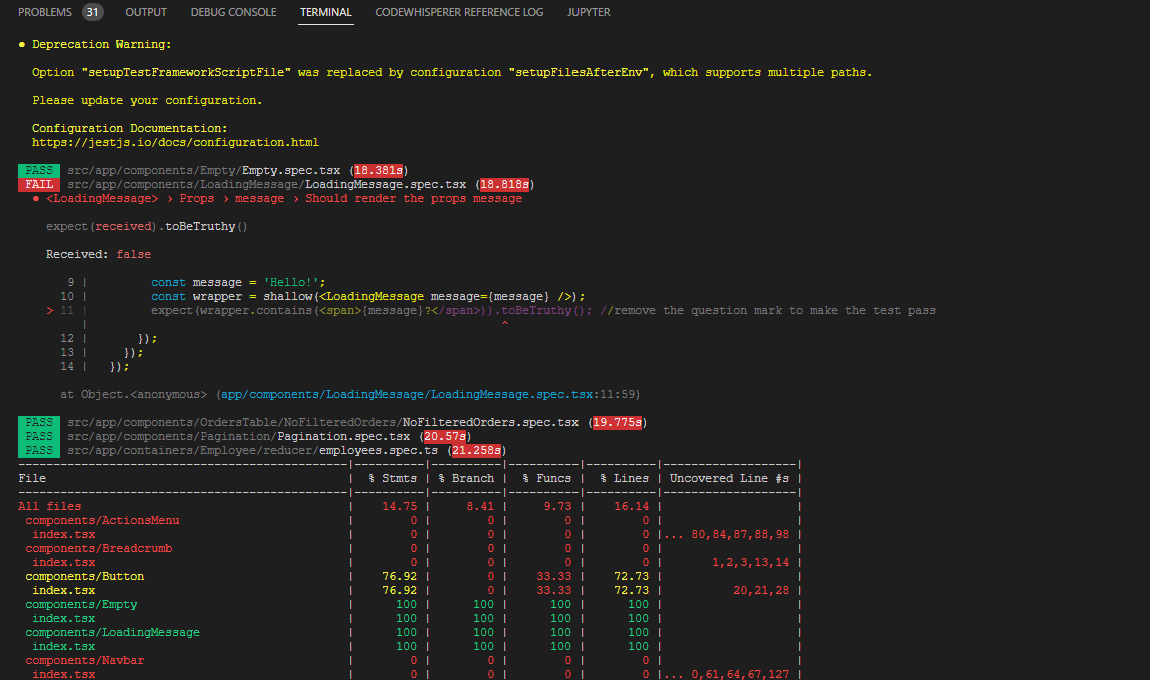 PROBLEMS 31 OUTPUT DEBUG CONSOLE TERMINAL CODEWHISPERER REFERENCE LOG JUPYTER
● Deprecation Warning:
Option "setupTestFrameworkScriptFile" was replaced by configuration "setupFilesAfterEnv", which supports multiple paths.
Please update your configuration.
Configuration Documentation:
https://jestjs.io/docs/configuration.html
PASS src/app/components/Empty/Empty.spec.tsx (18.381s)
FAIL src/app/components/LoadingMessage/LoadingMessage.spec.tsx (18.818s)
● <LoadingMessage> › Props › message › Should render the props message
expect(received).toBeTruthy()
Received: false
9 | const message = 'Hello!';
10 | const wrapper = shallow(<LoadingMessage message={message} />);
> 11 | expect(wrapper.contains(<span>{message}?</span>)).toBeTruthy(); //remove the question mark to make the test pass
| ^
12 | });
13 | });
14 | });
at Object.<anonymous> (app/components/LoadingMessage/LoadingMessage.spec.tsx:11:59)
PASS src/app/components/OrdersTable/NoFilteredOrders/NoFilteredOrders.spec.tsx (19.775s)
PASS src/app/components/Pagination/Pagination.spec.tsx (20.57s)
PASS src/app/containers/Employee/reducer/employees.spec.ts (21.258s)
-----------------------------------------------|----------|----------|----------|----------|-------------------|
File | % Stmts | % Branch | % Funcs | % Lines | Uncovered Line #s |
-----------------------------------------------|----------|----------|----------|----------|-------------------|
All files | 14.75 | 8.41 | 9.73 | 16.14 | |
components/ActionsMenu | 0 | 0 | 0 | 0 | |
index.tsx | 0 | 0 | 0 | 0 |... 80,84,87,88,98 |
components/Breadcrumb | 0 | 0 | 0 | 0 | |
index.tsx | 0 | 0 | 0 | 0 | 1,2,3,13,14 |
components/Button | 76.92 | 0 | 33.33 | 72.73 | |
index.tsx | 76.92 | 0 | 33.33 | 72.73 | 20,21,28 |
components/Empty | 100 | 100 | 100 | 100 | |
index.tsx | 100 | 100 | 100 | 100 | |
components/LoadingMessage | 100 | 100 | 100 | 100 | |
index.tsx | 100 | 100 | 100 | 100 | |
components/Navbar | 0 | 0 | 0 | 0 | |
index.tsx | 0 | 0 | 0 | 0 |... 0,61,64,67,127 |